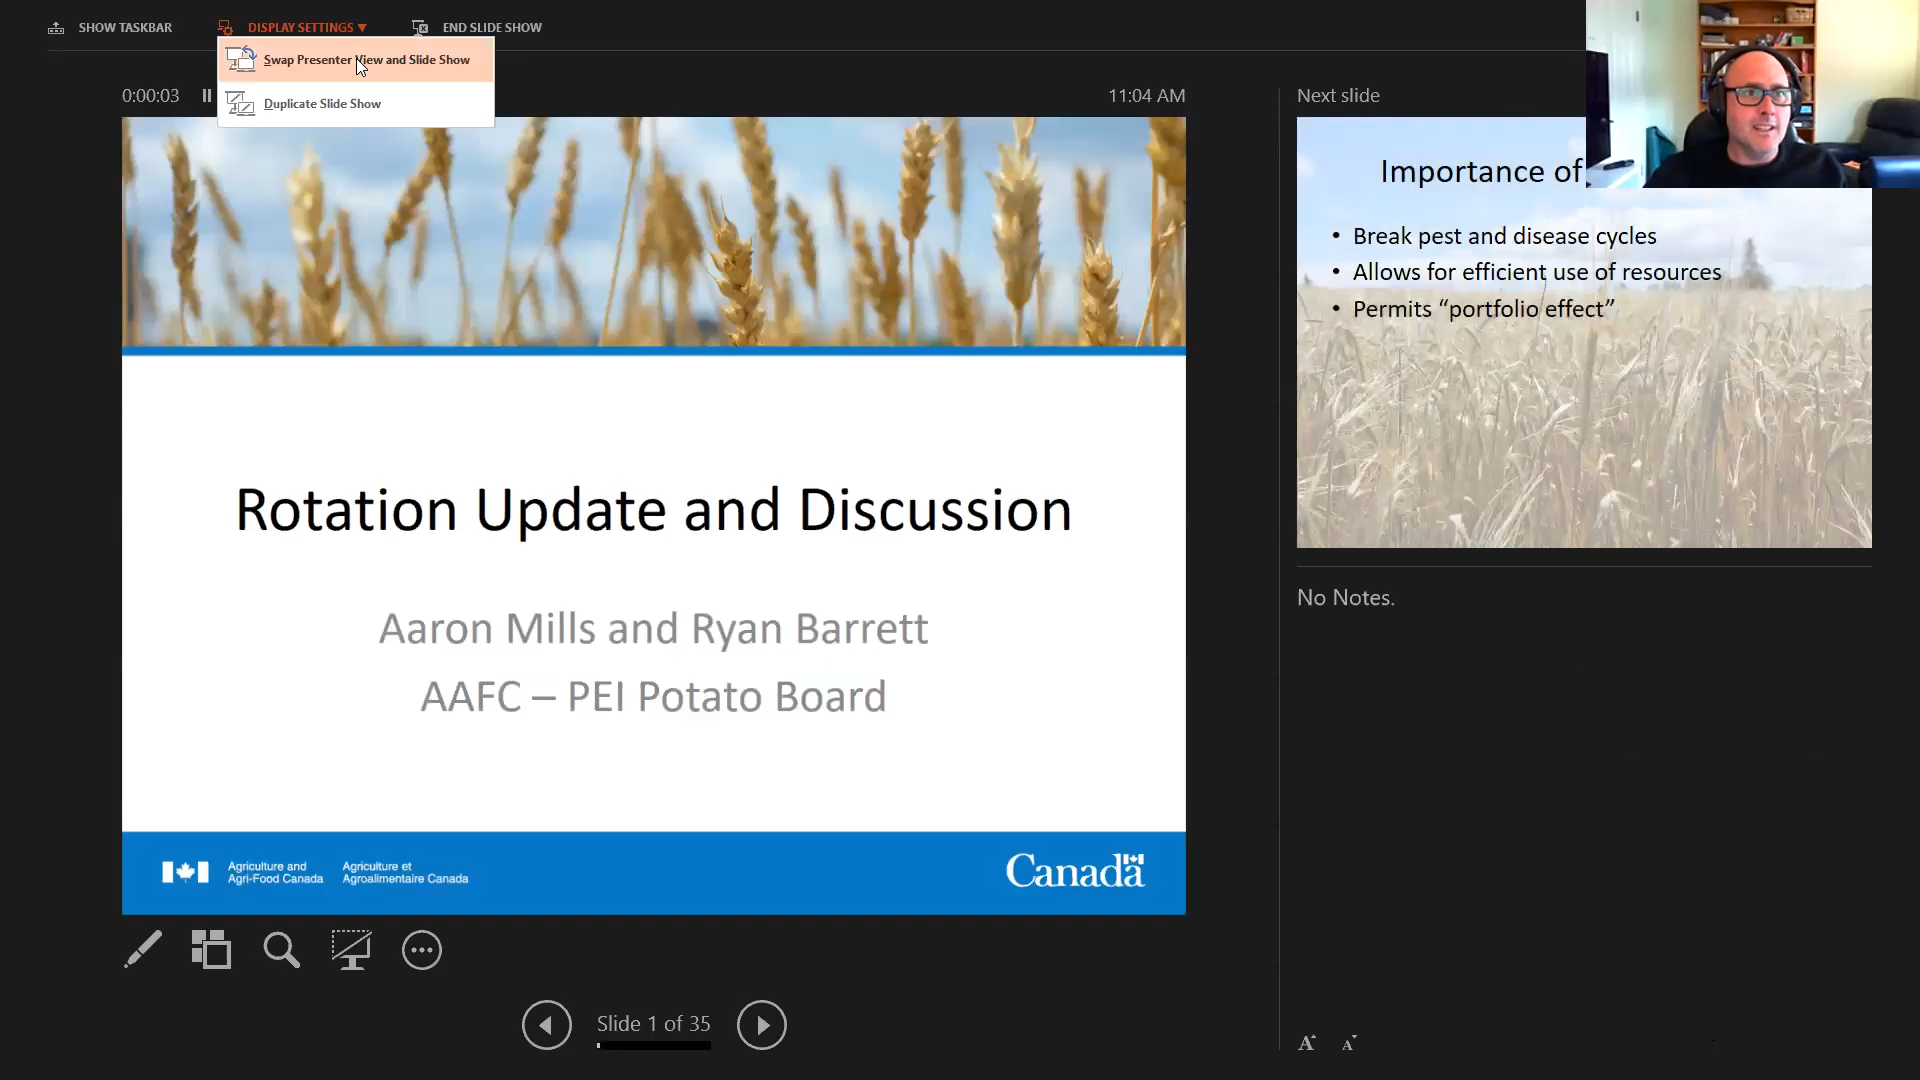 SHOW TASKBAR
DISPLAY SETTINGS ▼
END SLIDE SHOW
Swap Presenter View and Slide Show
Duplicate Slide Show
0:00:03
11:04 AM
Rotation Update and Discussion
Aaron Mills and Ryan Barrett
AAFC – PEI Potato Board
Agriculture and
Agri-Food Canada
Agriculture et
Agroalimentaire Canada
Canada
Slide 1 of 35
Next slide
Importance of
• Break pest and disease cycles
• Allows for efficient use of resources
• Permits “portfolio effect”
No Notes.
A A